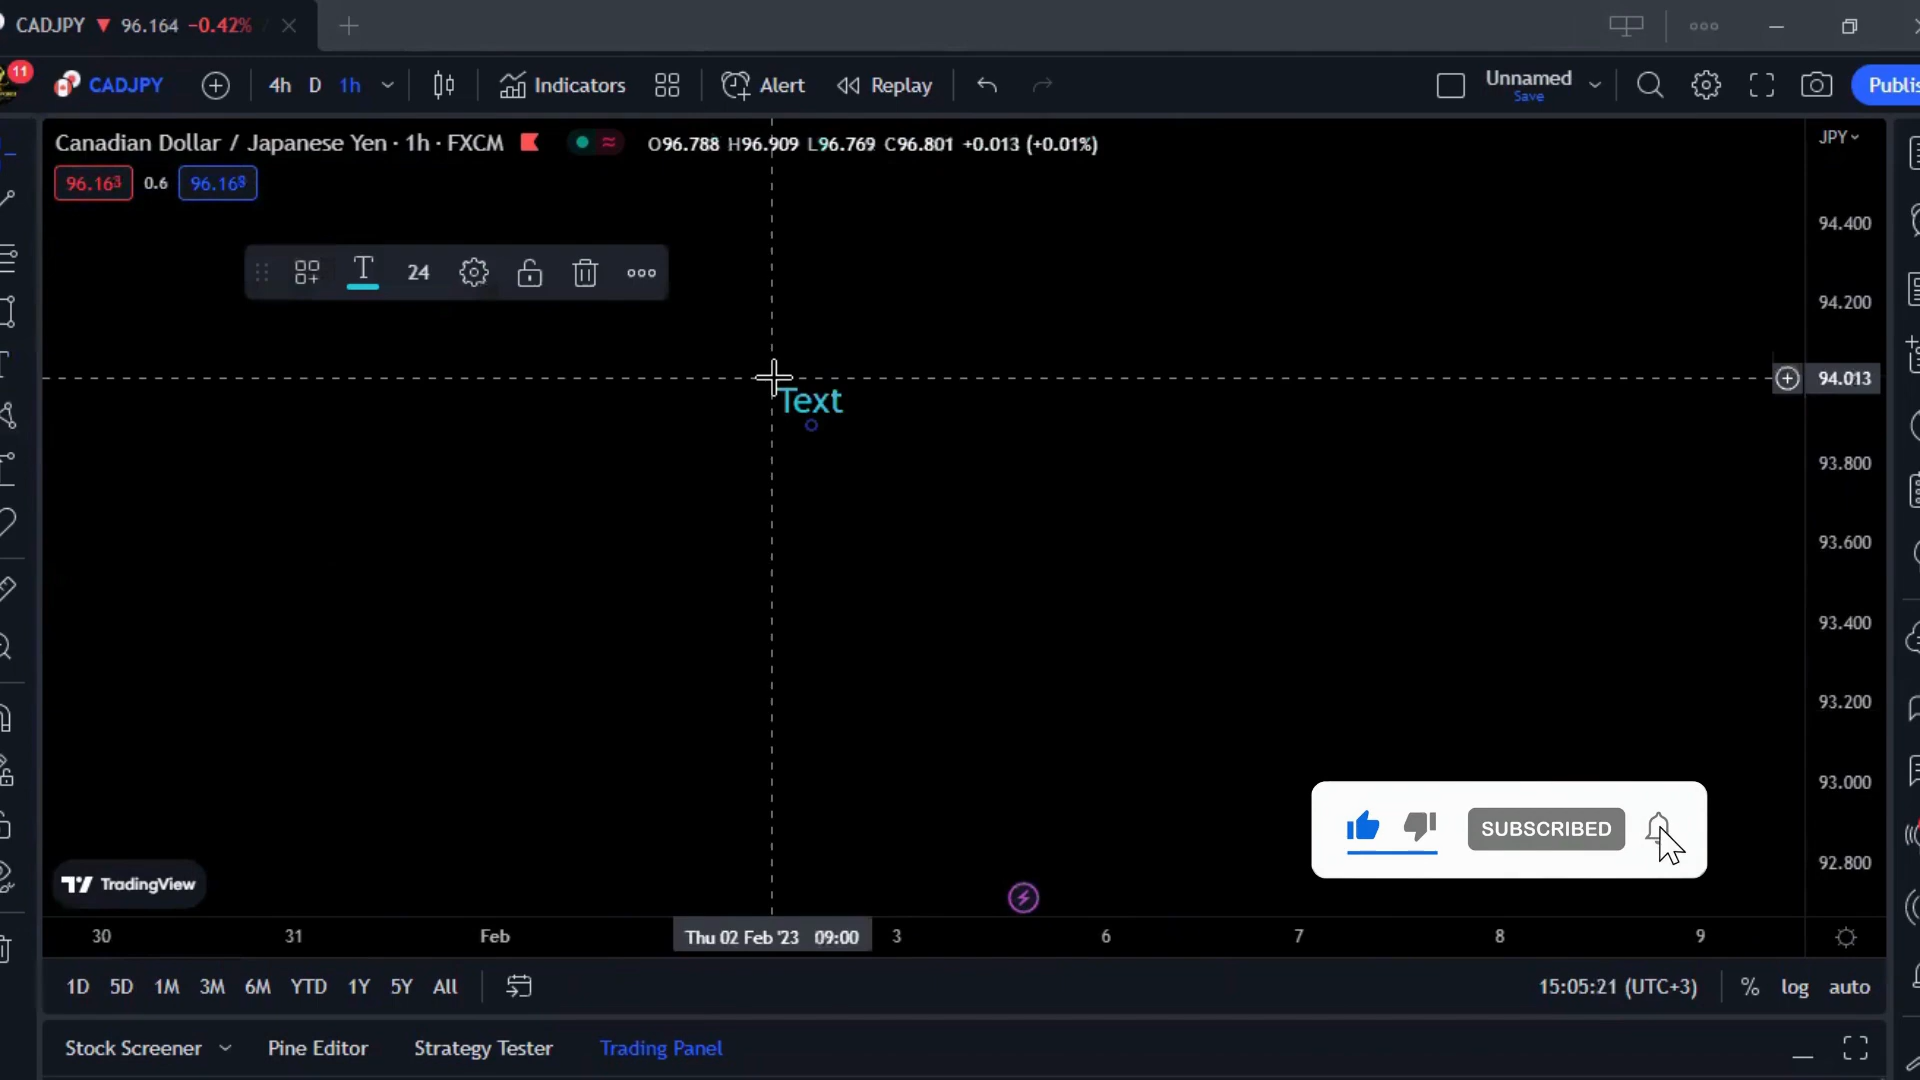 CADJPY ▼ 96.164 −0.42%
11 CADJPY 4h D 1h Indicators Alert Replay Unnamed
Save
Canadian Dollar / Japanese Yen · 1h · FXCM O96.788 H96.909 L96.769 C96.801 +0.013 (+0.01%)
JPY
96.163 0.6
94.400
24
94.200
94.013
Text
93.800
93.600
93.400
93.200
93.000
SUBSCRIBED
92.800
TradingView
30 31 Feb Thu 02 Feb '23 09:00 3 6 7 8 9
1D 5D 1M 3M 6M YTD 1Y 5Y All 15:05:21 (UTC+3) % log auto
Stock Screener Pine Editor Strategy Tester Trading Panel